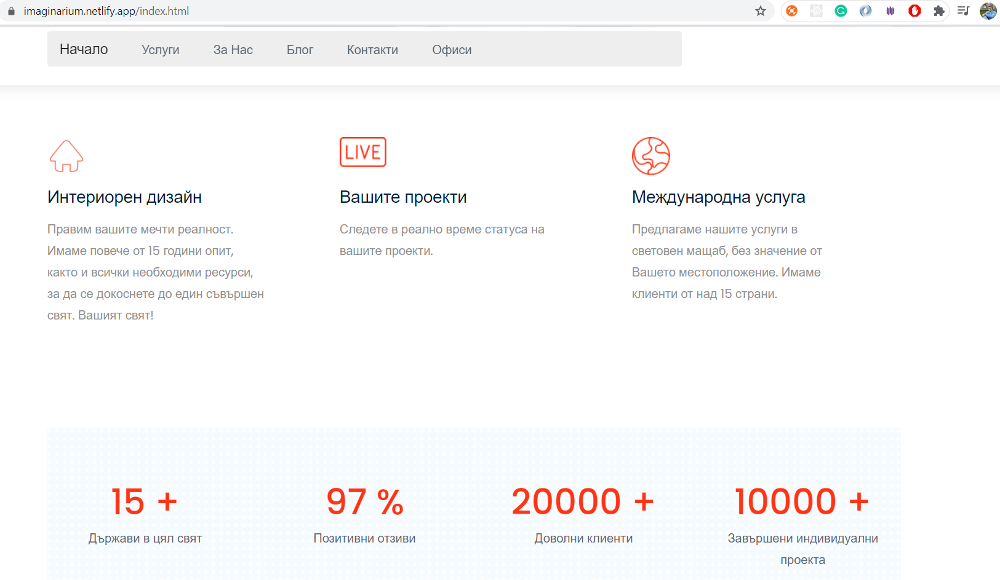 imaginarium.netlify.app/index.html
Начало Услуги За Нас Блог Контакти Офиси
LIVE
Интериорен дизайн
Правим вашите мечти реалност.
Имаме повече от 15 години опит,
както и всички необходими ресурси,
за да се докоснете до един съвършен
свят. Вашият свят!
Вашите проекти
Следете в реално време статуса на
вашите проекти.
Международна услуга
Предлагаме нашите услуги в
световен мащаб, без значение от
Вашето местоположение. Имаме
клиенти от над 15 страни.
15 +
Държави в цял свят
97 %
Позитивни отзиви
20000 +
Доволни клиенти
10000 +
Завършени индивидуални
проекта